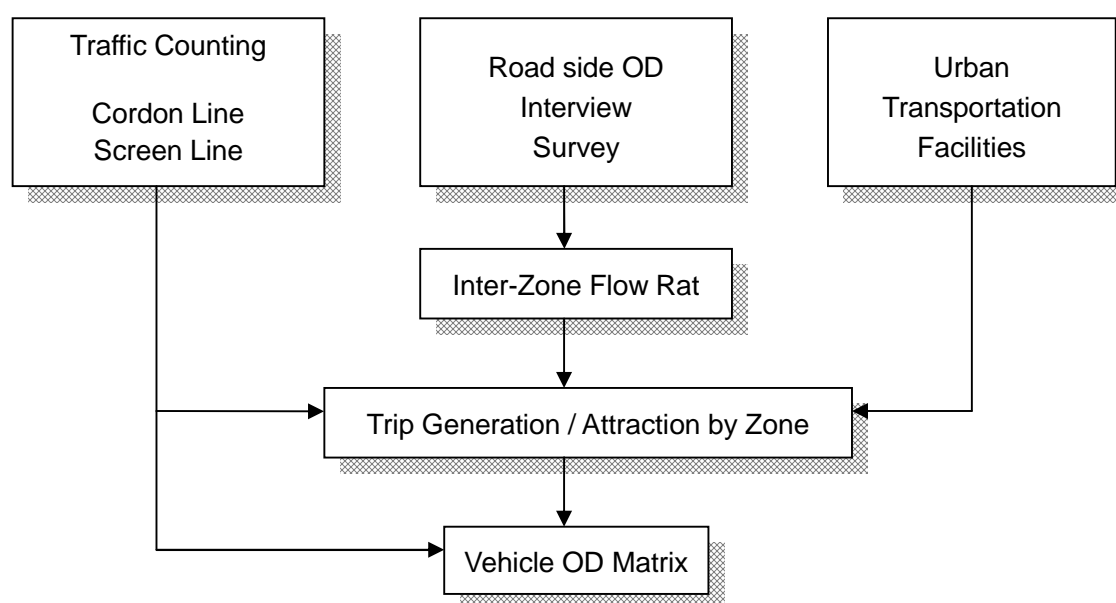 Traffic Counting
Cordon Line
Screen Line
Road side OD
Interview
Survey
Urban
Transportation
Facilities
Inter-Zone Flow Rat
Trip Generation / Attraction by Zone
Vehicle OD Matrix